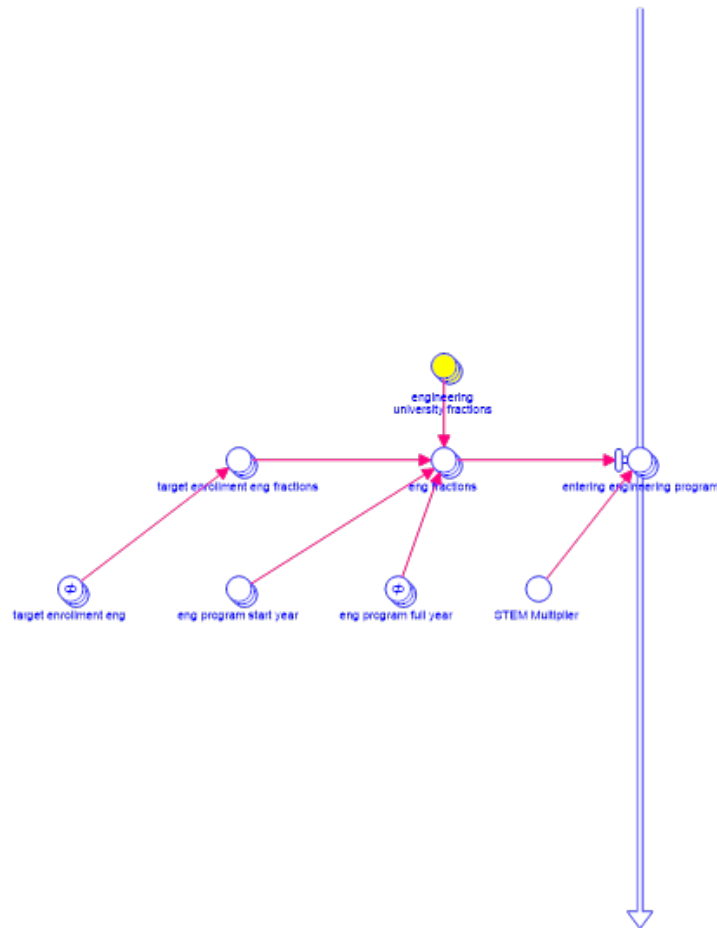 engineering
university fractions
target enrollment eng fractions
eng fractions
entering engineering program
target enrollment eng
eng program start year
eng program full year
STEM Multiplier